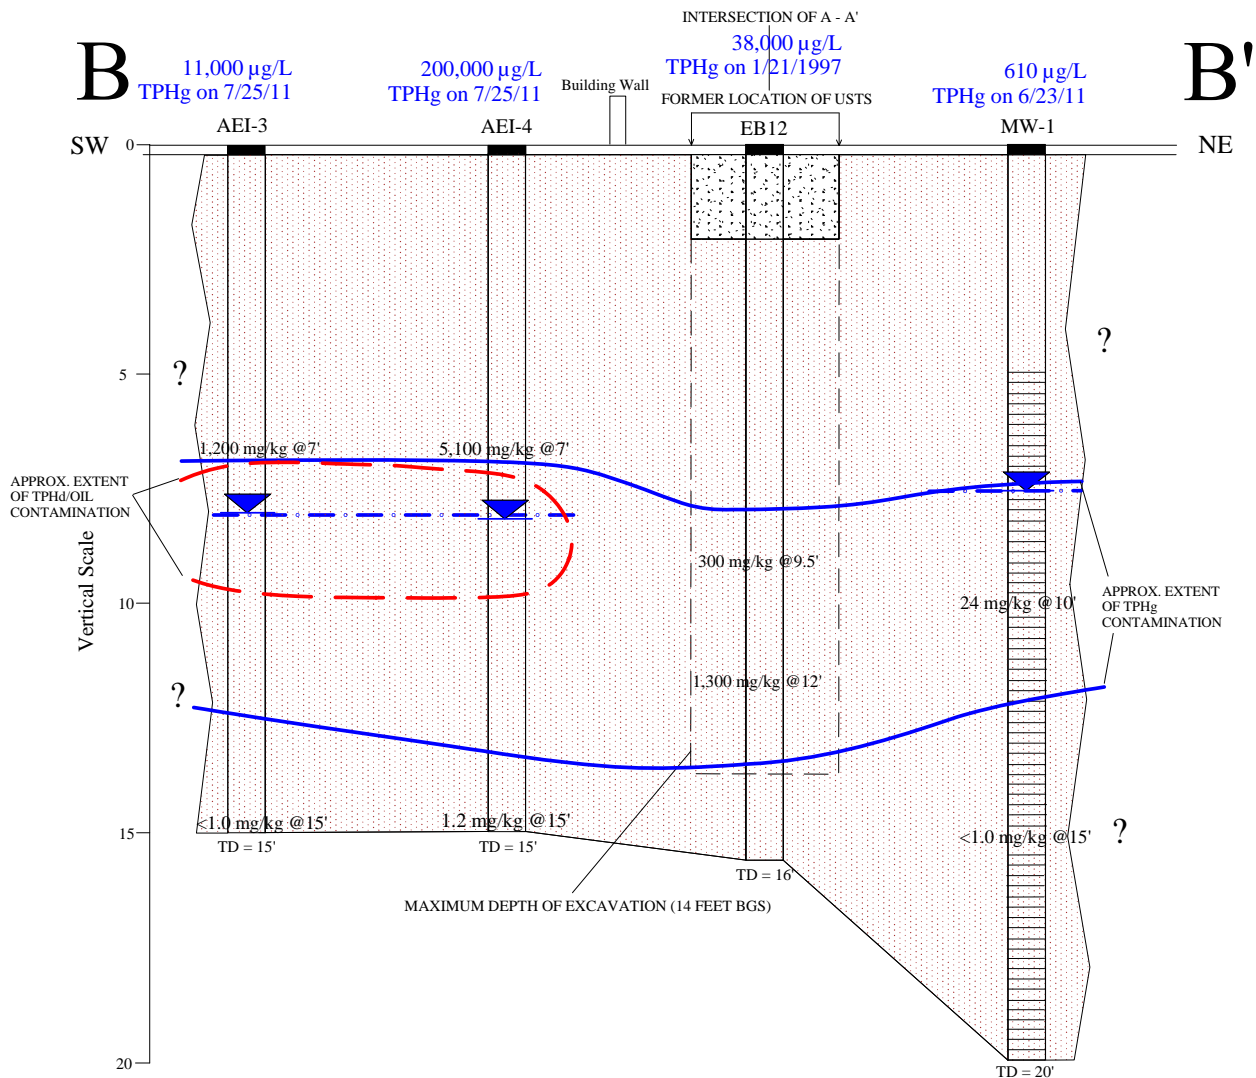 INTERSECTION OF A - A'
B
11,000 µg/L
TPHg on 7/25/11
200,000 µg/L
TPHg on 7/25/11
38,000 µg/L
TPHg on 1/21/1997
610 µg/L
TPHg on 6/23/11
B'
Building Wall
FORMER LOCATION OF USTS
SW
0
AEI-3
AEI-4
EB12
MW-1
NE
?
?
5
1,200 mg/kg @7'
5,100 mg/kg @7'
APPROX. EXTENT
OF TPHd/OIL
CONTAMINATION
Vertical Scale
300 mg/kg @9.5'
10
24 mg/kg @10'
APPROX. EXTENT
OF TPHg
CONTAMINATION
?
1,300 mg/kg @12'
<1.0 mg/kg @15'
1.2 mg/kg @15'
15
<1.0 mg/kg @15'
?
TD = 15'
TD = 15'
TD = 16'
MAXIMUM DEPTH OF EXCAVATION (14 FEET BGS)
20
TD = 20'